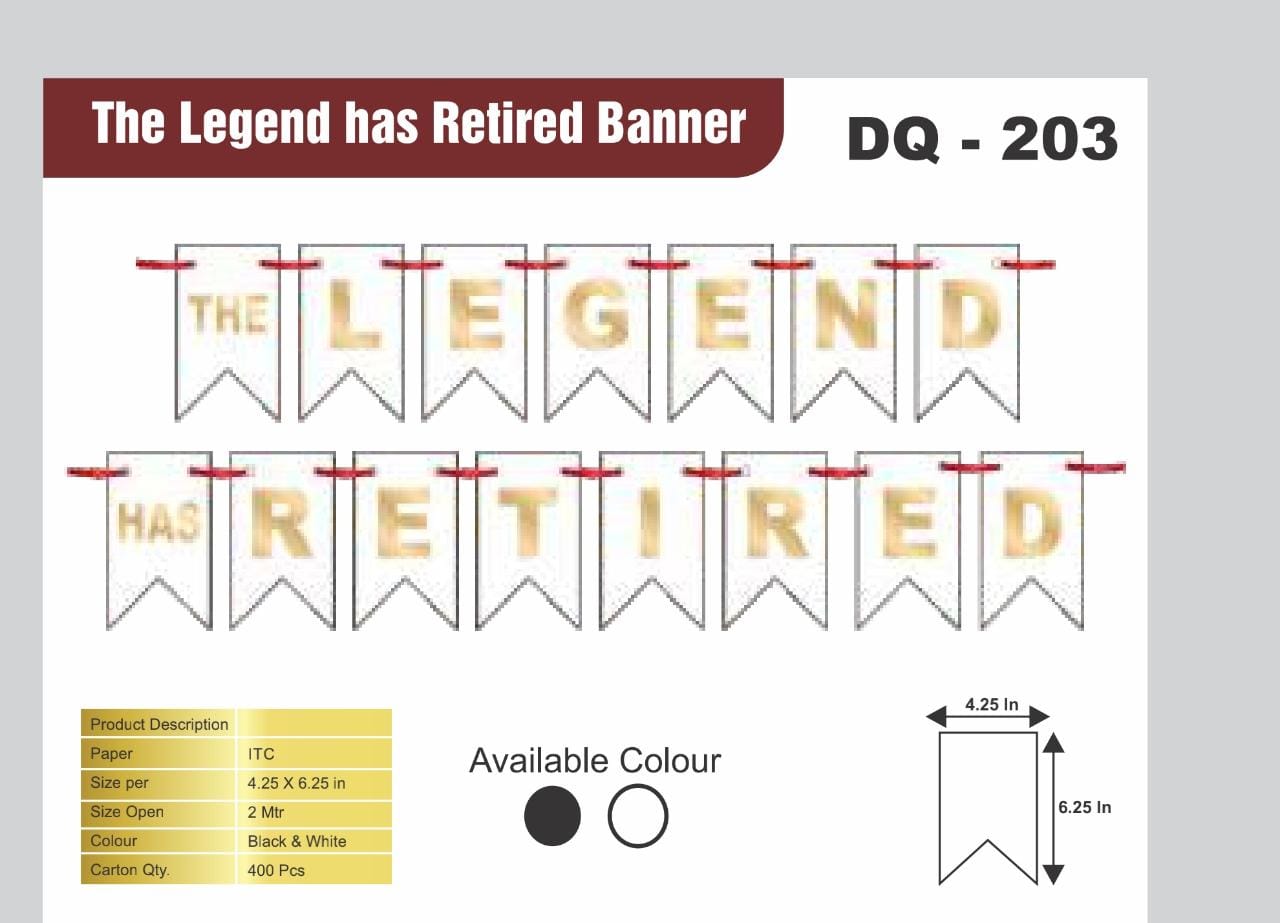 The Legend has Retired Banner
DQ - 203
THE L E G E N D
HAS R E T I R E D
Product Description
Paper ITC
Size per 4.25 X 6.25 in
Size Open 2 Mtr
Colour Black & White
Carton Qty. 400 Pcs
Available Colour
4.25 In
6.25 In